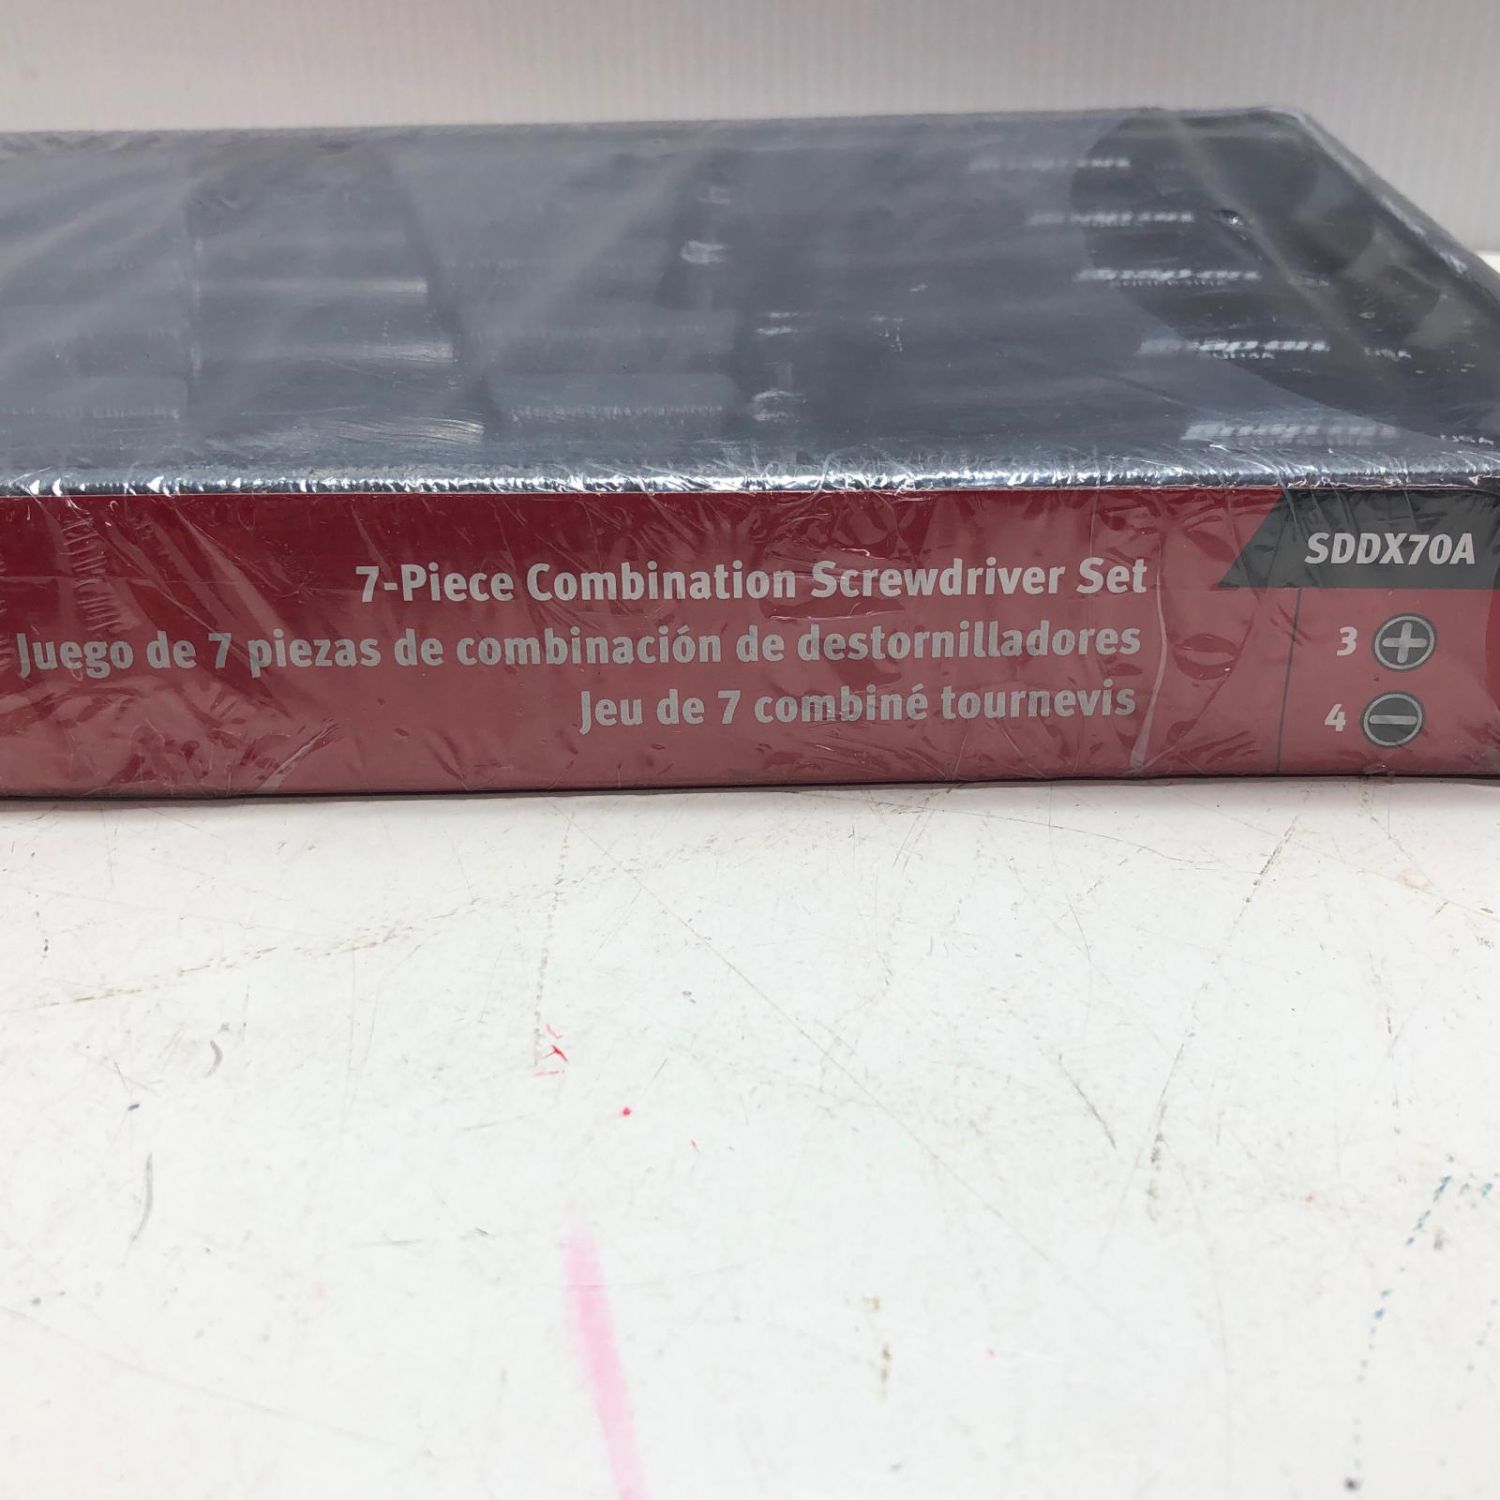 7-Piece Combination Screwdriver Set
Juego de 7 piezas de combinación de destornilladores
Jeu de 7 combiné tournevis
SDDX70A
3
4